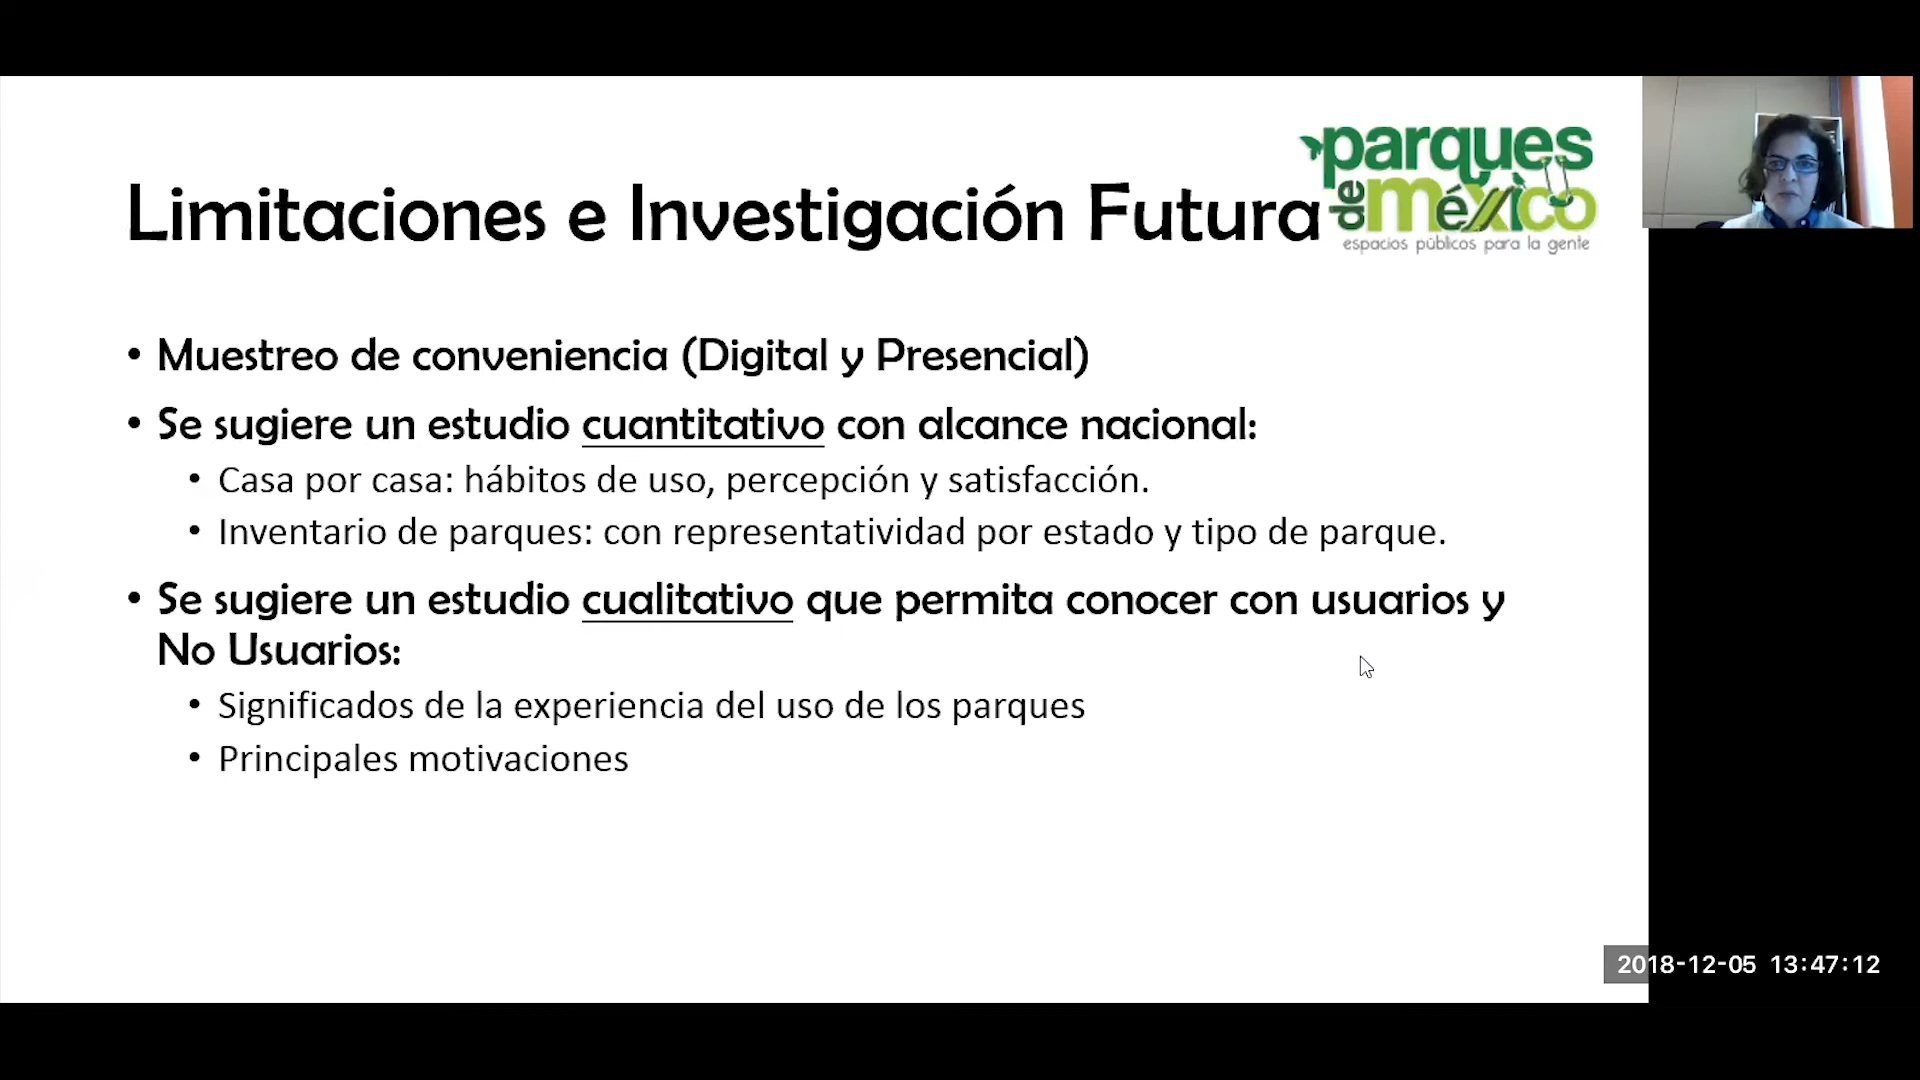 parques
de méxico
espacios públicos para la gente
Limitaciones e Investigación Futura
• Muestreo de conveniencia (Digital y Presencial)
• Se sugiere un estudio cuantitativo con alcance nacional:
• Casa por casa: hábitos de uso, percepción y satisfacción.
• Inventario de parques: con representatividad por estado y tipo de parque.
• Se sugiere un estudio cualitativo que permita conocer con usuarios y
No Usuarios:
• Significados de la experiencia del uso de los parques
• Principales motivaciones
2018-12-05 13:47:12